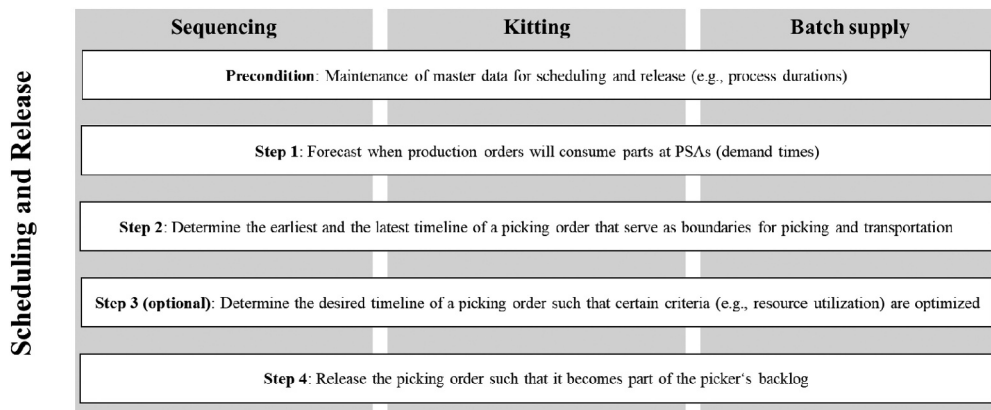 Scheduling and Release
Sequencing Kitting Batch supply
Precondition: Maintenance of master data for scheduling and release (e.g., process durations)
Step 1: Forecast when production orders will consume parts at PSAs (demand times)
Step 2: Determine the earliest and the latest timeline of a picking order that serve as boundaries for picking and transportation
Step 3 (optional): Determine the desired timeline of a picking order such that certain criteria (e.g., resource utilization) are optimized
Step 4: Release the picking order such that it becomes part of the picker‘s backlog